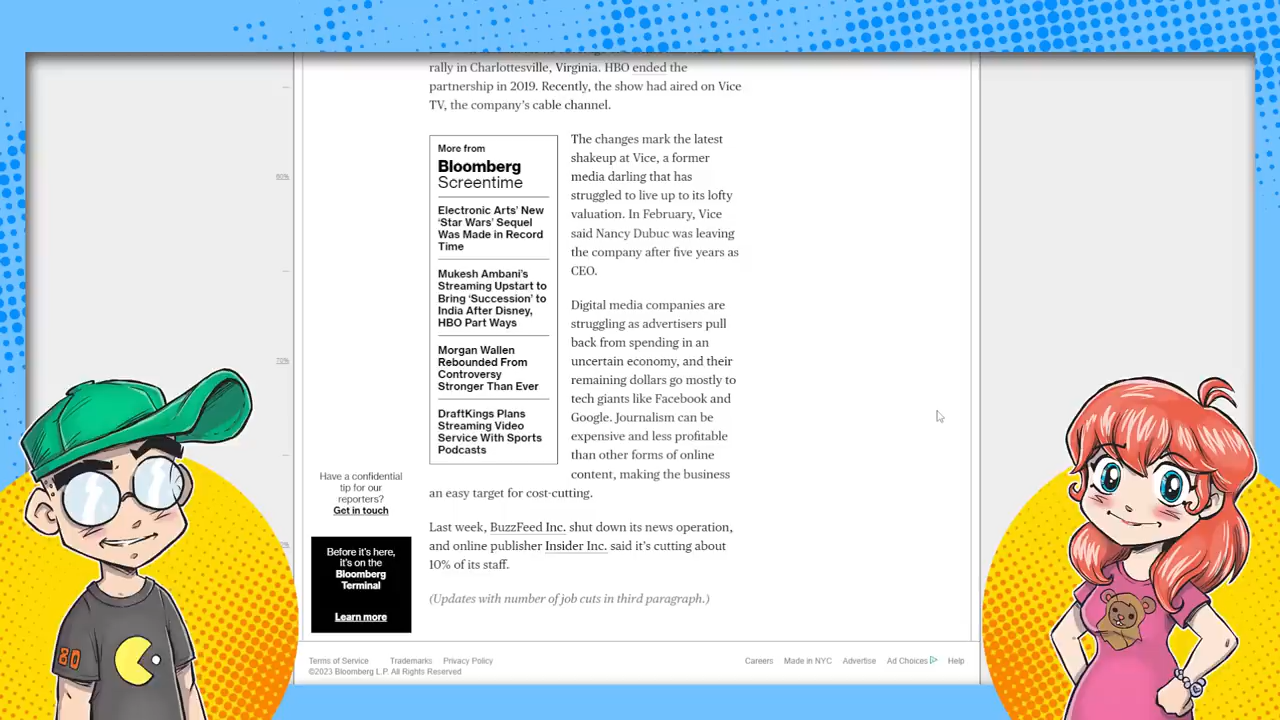 rally in Charlottesville, Virginia. HBO ended the
partnership in 2019. Recently, the show had aired on Vice
TV, the company's cable channel.
More from
Bloomberg
Screentime
Electronic Arts' New
'Star Wars' Sequel
Was Made in Record
Time
Mukesh Ambani's
Streaming Upstart to
Bring 'Succession' to
India After Disney,
HBO Part Ways
Morgan Wallen
Rebounded From
Controversy
Stronger Than Ever
DraftKings Plans
Streaming Video
Service With Sports
Podcasts
The changes mark the latest
shakeup at Vice, a former
media darling that has
struggled to live up to its lofty
valuation. In February, Vice
said Nancy Dubuc was leaving
the company after five years as
CEO.
Digital media companies are
struggling as advertisers pull
back from spending in an
uncertain economy, and their
remaining dollars go mostly to
tech giants like Facebook and
Google. Journalism can be
expensive and less profitable
than other forms of online
content, making the business
an easy target for cost-cutting.
Last week, BuzzFeed Inc. shut down its news operation,
and online publisher Insider Inc. said it's cutting about
10% of its staff.
(Updates with number of job cuts in third paragraph.)
Have a confidential
tip for our
reporters?
Get in touch
Before it's here,
it's on the
Bloomberg
Terminal
Learn more
Terms of Service Trademarks Privacy Policy
©2023 Bloomberg L.P. All Rights Reserved
Careers Made in NYC Advertise Ad Choices Help
80